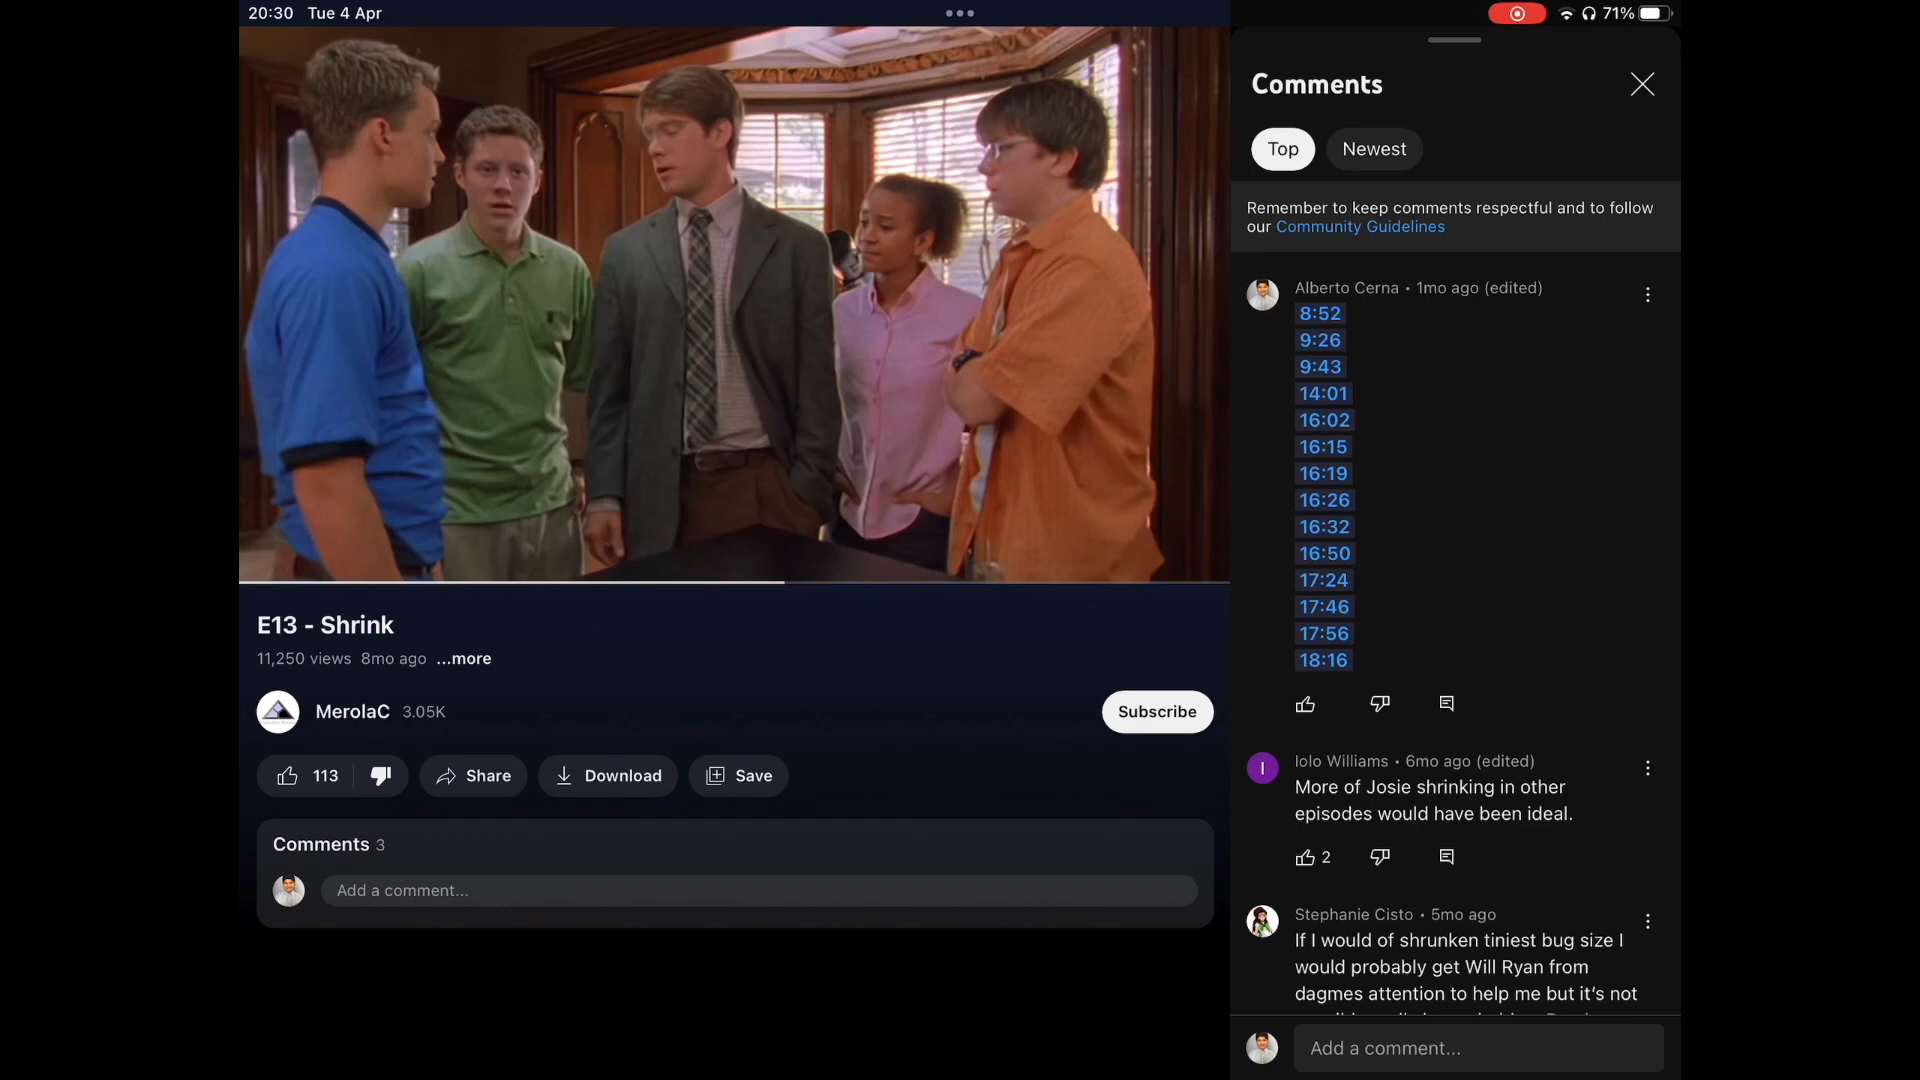 20:30 Tue 4 Apr
71%
E13 - Shrink
11,250 views 8mo ago ...more
MerolaC 3.05K
Subscribe
113
Share
Download
Save
Comments 3
Add a comment...
Comments
Top
Newest
Remember to keep comments respectful and to follow
our Community Guidelines
Alberto Cerna • 1mo ago (edited)
8:52
9:26
9:43
14:01
16:02
16:15
16:19
16:26
16:32
16:50
17:24
17:46
17:56
18:16
I
Iolo Williams • 6mo ago (edited)
More of Josie shrinking in other
episodes would have been ideal.
2
Stephanie Cisto • 5mo ago
If I would of shrunken tiniest bug size I
would probably get Will Ryan from
dagmes attention to help me but it's not
Add a comment...